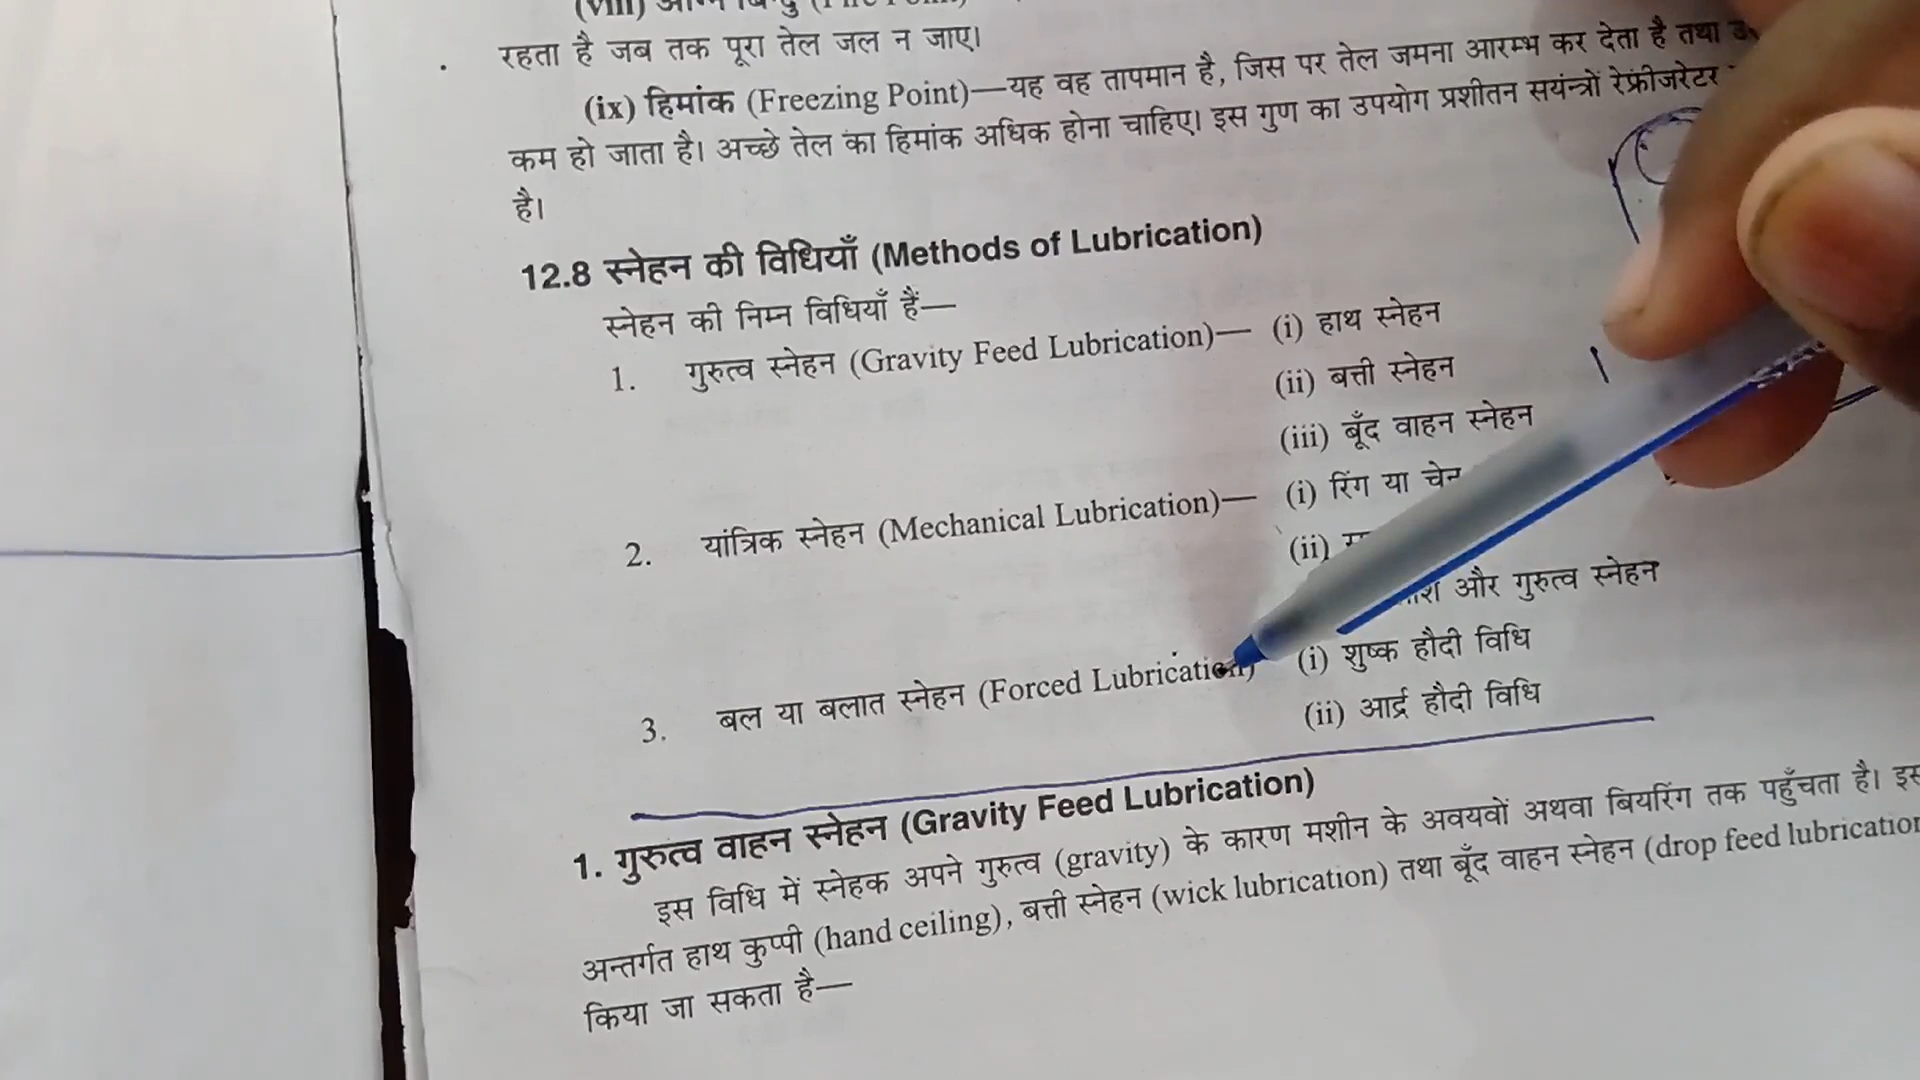 (viii) अग्नि बिन्दु (Fire Point)
रहता है जब तक पूरा तेल जल न जाए।
(ix) हिमांक (Freezing Point)—यह वह तापमान है, जिस पर तेल जमना आरम्भ कर देता है तथा
कम हो जाता है। अच्छे तेल का हिमांक अधिक होना चाहिए। इस गुण का उपयोग प्रशीतन सयंन्त्रों रेफ्रीजरेटर
है।
12.8 स्नेहन की विधियाँ (Methods of Lubrication)
स्नेहन की निम्न विधियाँ हैं—
1. गुरुत्व स्नेहन (Gravity Feed Lubrication)— (i) हाथ स्नेहन
(ii) बत्ती स्नेहन
(iii) बूँद वाहन स्नेहन
2. यांत्रिक स्नेहन (Mechanical Lubrication)— (i) रिंग या चेन
(ii)
और गुरुत्व स्नेहन
3. बल या बलात स्नेहन (Forced Lubrication) (i) शुष्क हौदी विधि
(ii) आर्द्र हौदी विधि
1. गुरुत्व वाहन स्नेहन (Gravity Feed Lubrication)
इस विधि में स्नेहक अपने गुरुत्व (gravity) के कारण मशीन के अवयवों अथवा बियरिंग तक पहुँचता है। इस
अन्तर्गत हाथ कुप्पी (hand ceiling), बत्ती स्नेहन (wick lubrication) तथा बूँद वाहन स्नेहन (drop feed lubrication
किया जा सकता है—